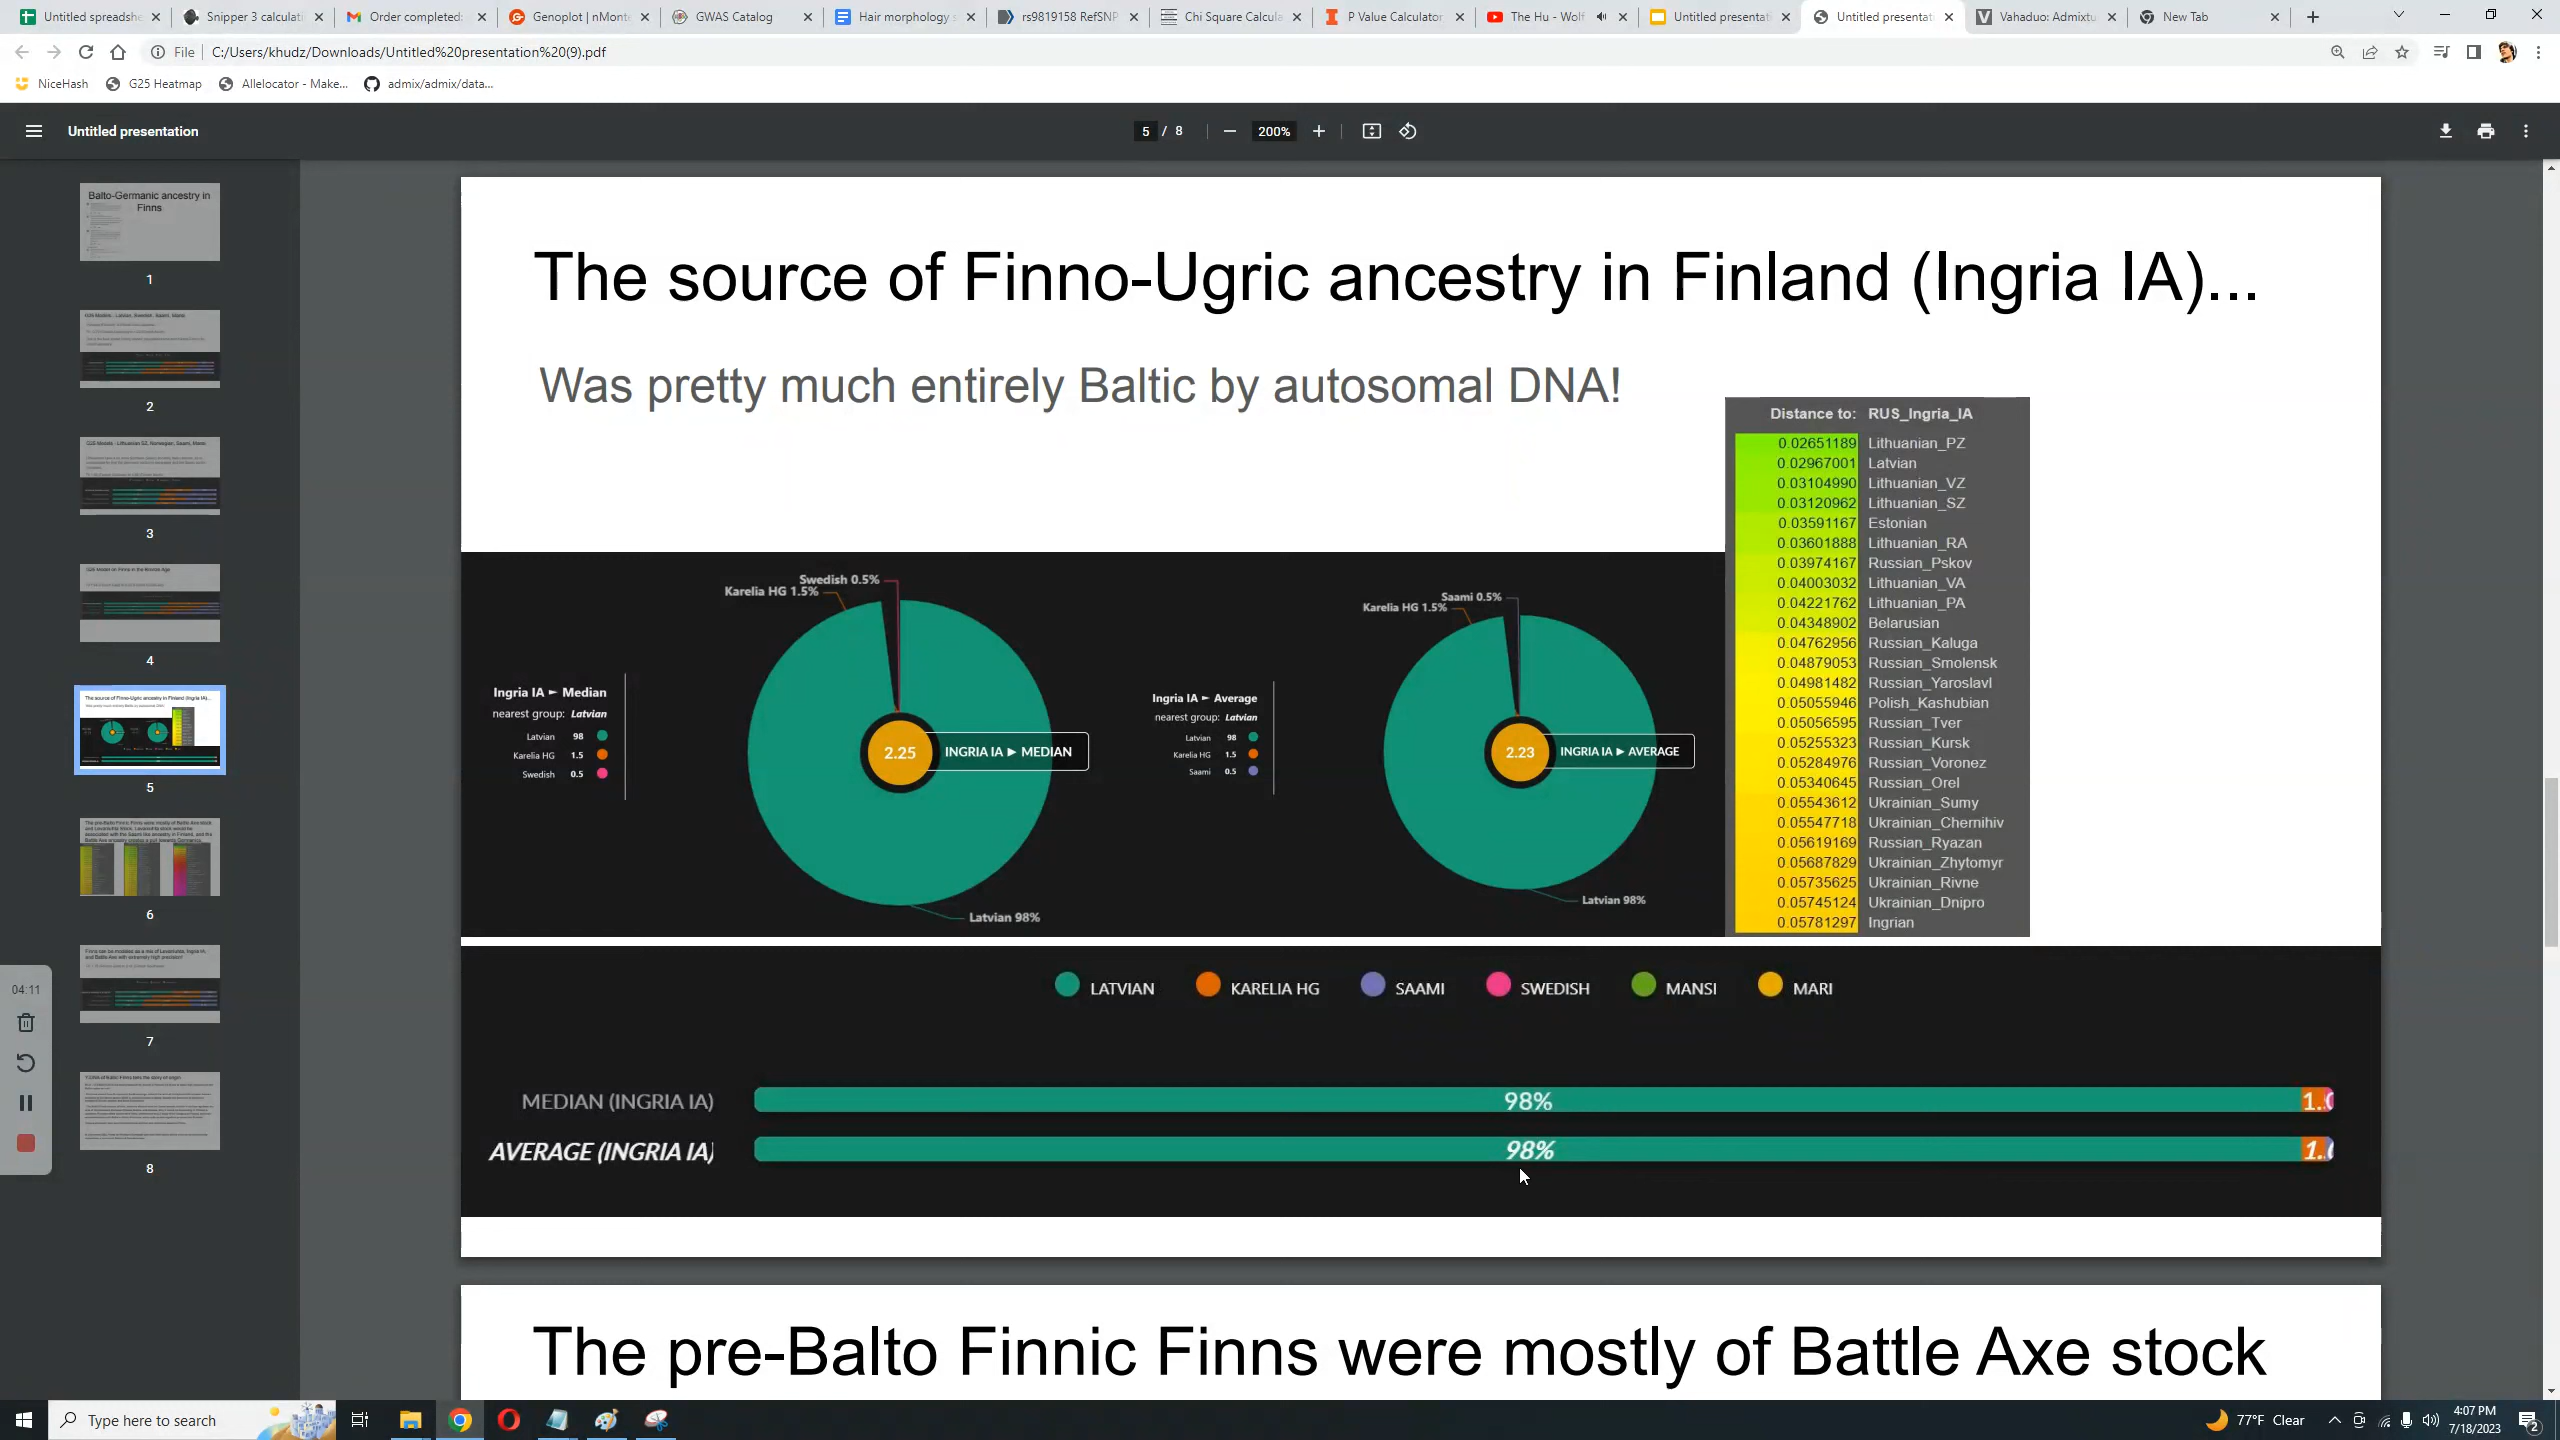 Untitled spreadshe
Snipper 3 calculati
Order completed:
Genoplot | nMonte
GWAS Catalog
Hair morphology s
rs9819158 RefSNP
Chi Square Calcula
P Value Calculator
The Hu - Wolf
Untitled presentat
Untitled presentat
Vahaduo: Admixtu
New Tab
File
C:/Users/khudz/Downloads/Untitled%20presentation%20(9).pdf
NiceHash
G25 Heatmap
Allelocator - Make...
admix/admix/data...
Untitled presentation
5 / 8
200%
Balto-Germanic ancestry in
Finns
1
2
3
4
5
6
7
8
04:11
The source of Finno-Ugric ancestry in Finland (Ingria IA)...
Was pretty much entirely Baltic by autosomal DNA!
Distance to: RUS_Ingria_IA
0.02651189 Lithuanian_PZ
0.02967001 Latvian
0.03104990 Lithuanian_VZ
0.03120962 Lithuanian_SZ
0.03591167 Estonian
0.03601888 Lithuanian_RA
0.03974167 Russian_Pskov
0.04003032 Lithuanian_VA
0.04221762 Lithuanian_PA
0.04348902 Belarusian
0.04762956 Russian_Kaluga
0.04879053 Russian_Smolensk
0.04981482 Russian_Yaroslavl
0.05055946 Polish_Kashubian
0.05056595 Russian_Tver
0.05255323 Russian_Kursk
0.05284976 Russian_Voronez
0.05340645 Russian_Orel
0.05543612 Ukrainian_Sumy
0.05547718 Ukrainian_Chernihiv
0.05619169 Russian_Ryazan
0.05687829 Ukrainian_Zhytomyr
0.05735625 Ukrainian_Rivne
0.05745124 Ukrainian_Dnipro
0.05781297 Ingrian
Swedish 0.5%
Karelia HG 1.5%
Ingria IA ► Median
nearest group: Latvian
Latvian 98
Karelia HG 1.5
Swedish 0.5
2.25
INGRIA IA ► MEDIAN
Latvian 98%
Saami 0.5%
Karelia HG 1.5%
Ingria IA ► Average
nearest group: Latvian
Latvian 98
Karelia HG 1.5
Saami 0.5
2.23
INGRIA IA ► AVERAGE
Latvian 98%
LATVIAN
KARELIA HG
SAAMI
SWEDISH
MANSI
MARI
MEDIAN (INGRIA IA) 98%
AVERAGE (INGRIA IA) 98%
The pre-Balto Finnic Finns were mostly of Battle Axe stock
Type here to search
77°F Clear
4:07 PM
7/18/2023
2